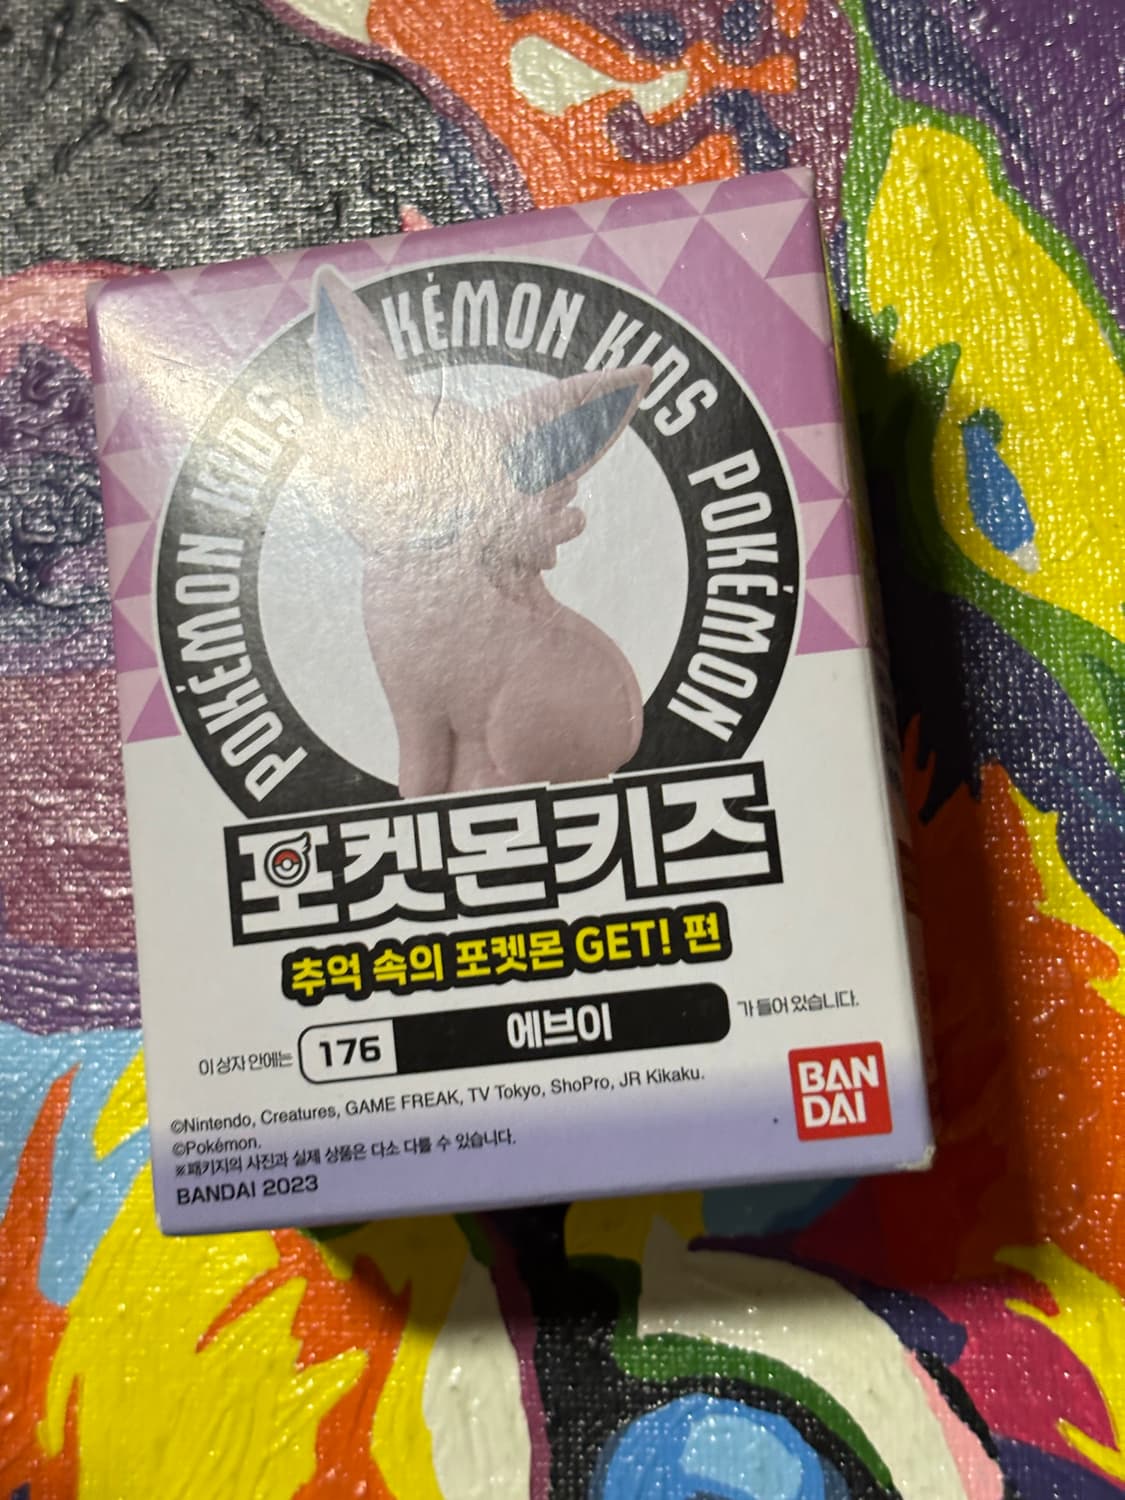 POKÉMON KIDS POKÉMON KIDS POKÉMON
포켓몬키즈
추억 속의 포켓몬 GET! 편
이 상자 안에는 176 에브이 가 들어 있습니다.
©Nintendo, Creatures, GAME FREAK, TV Tokyo, ShoPro, JR Kikaku.
©Pokémon.
※패키지의 사진과 실제 상품은 다소 다를 수 있습니다.
BANDAI 2023
BAN
DAI